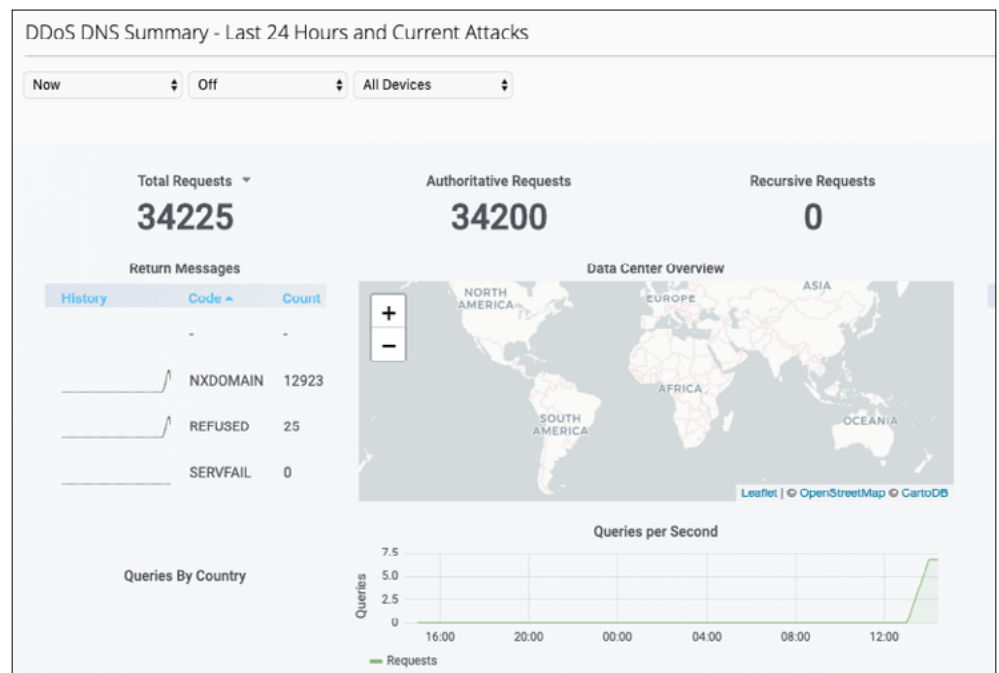 DDoS DNS Summary - Last 24 Hours and Current Attacks
Now Off All Devices
Total Requests Authoritative Requests Recursive Requests
34225 34200 0
Return Messages
History Code Count
- -
NXDOMAIN 12923
REFUSED 25
SERVFAIL 0
Data Center Overview
+
−
NORTH AMERICA
EUROPE
ASIA
AFRICA
SOUTH AMERICA
OCEANIA
Leaflet | © OpenStreetMap © CartoDB
Queries By Country
Queries per Second
Queries
7.5
5.0
2.5
0
16:00 20:00 00:00 04:00 08:00 12:00
Requests